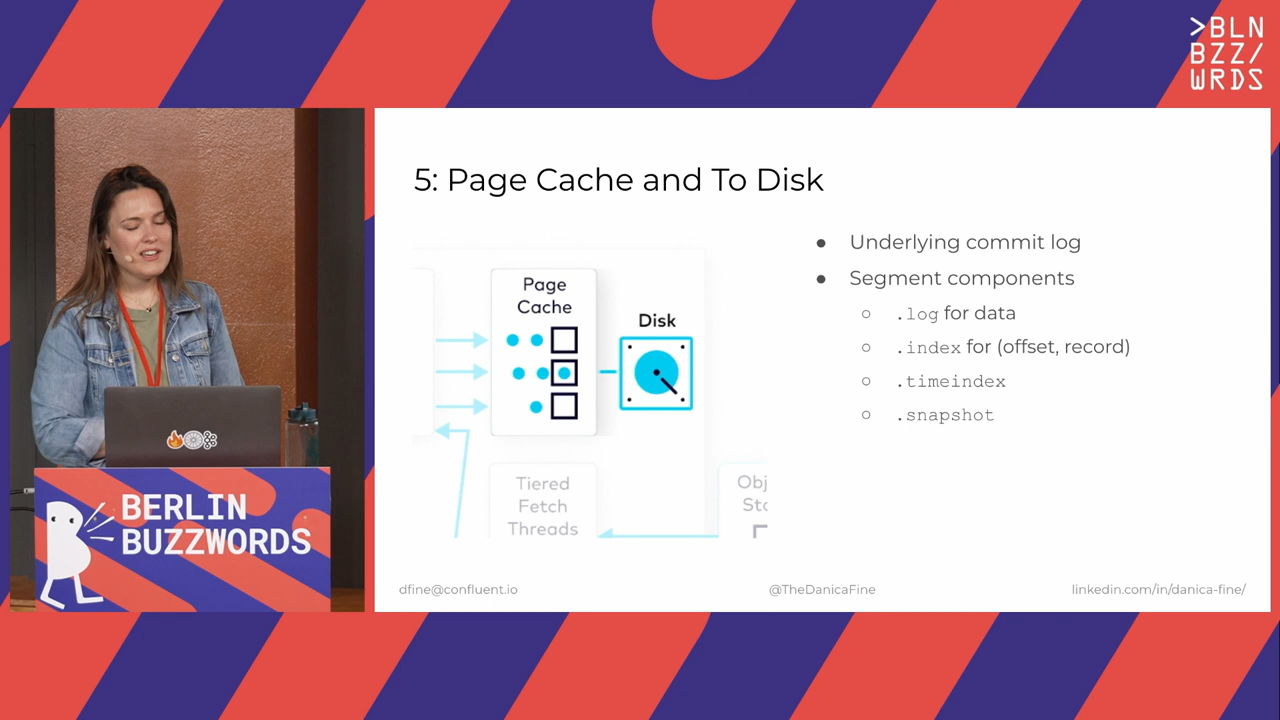 >BLN
BZZ/
WRDS
5: Page Cache and To Disk
Page
Cache
Disk
Tiered
Fetch
Threads
Obj
Sto
● Underlying commit log
● Segment components
○ .log for data
○ .index for (offset, record)
○ .timeindex
○ .snapshot
dfine@confluent.io
@TheDanicaFine
linkedin.com/in/danica-fine/
BERLIN
BUZZWORDS